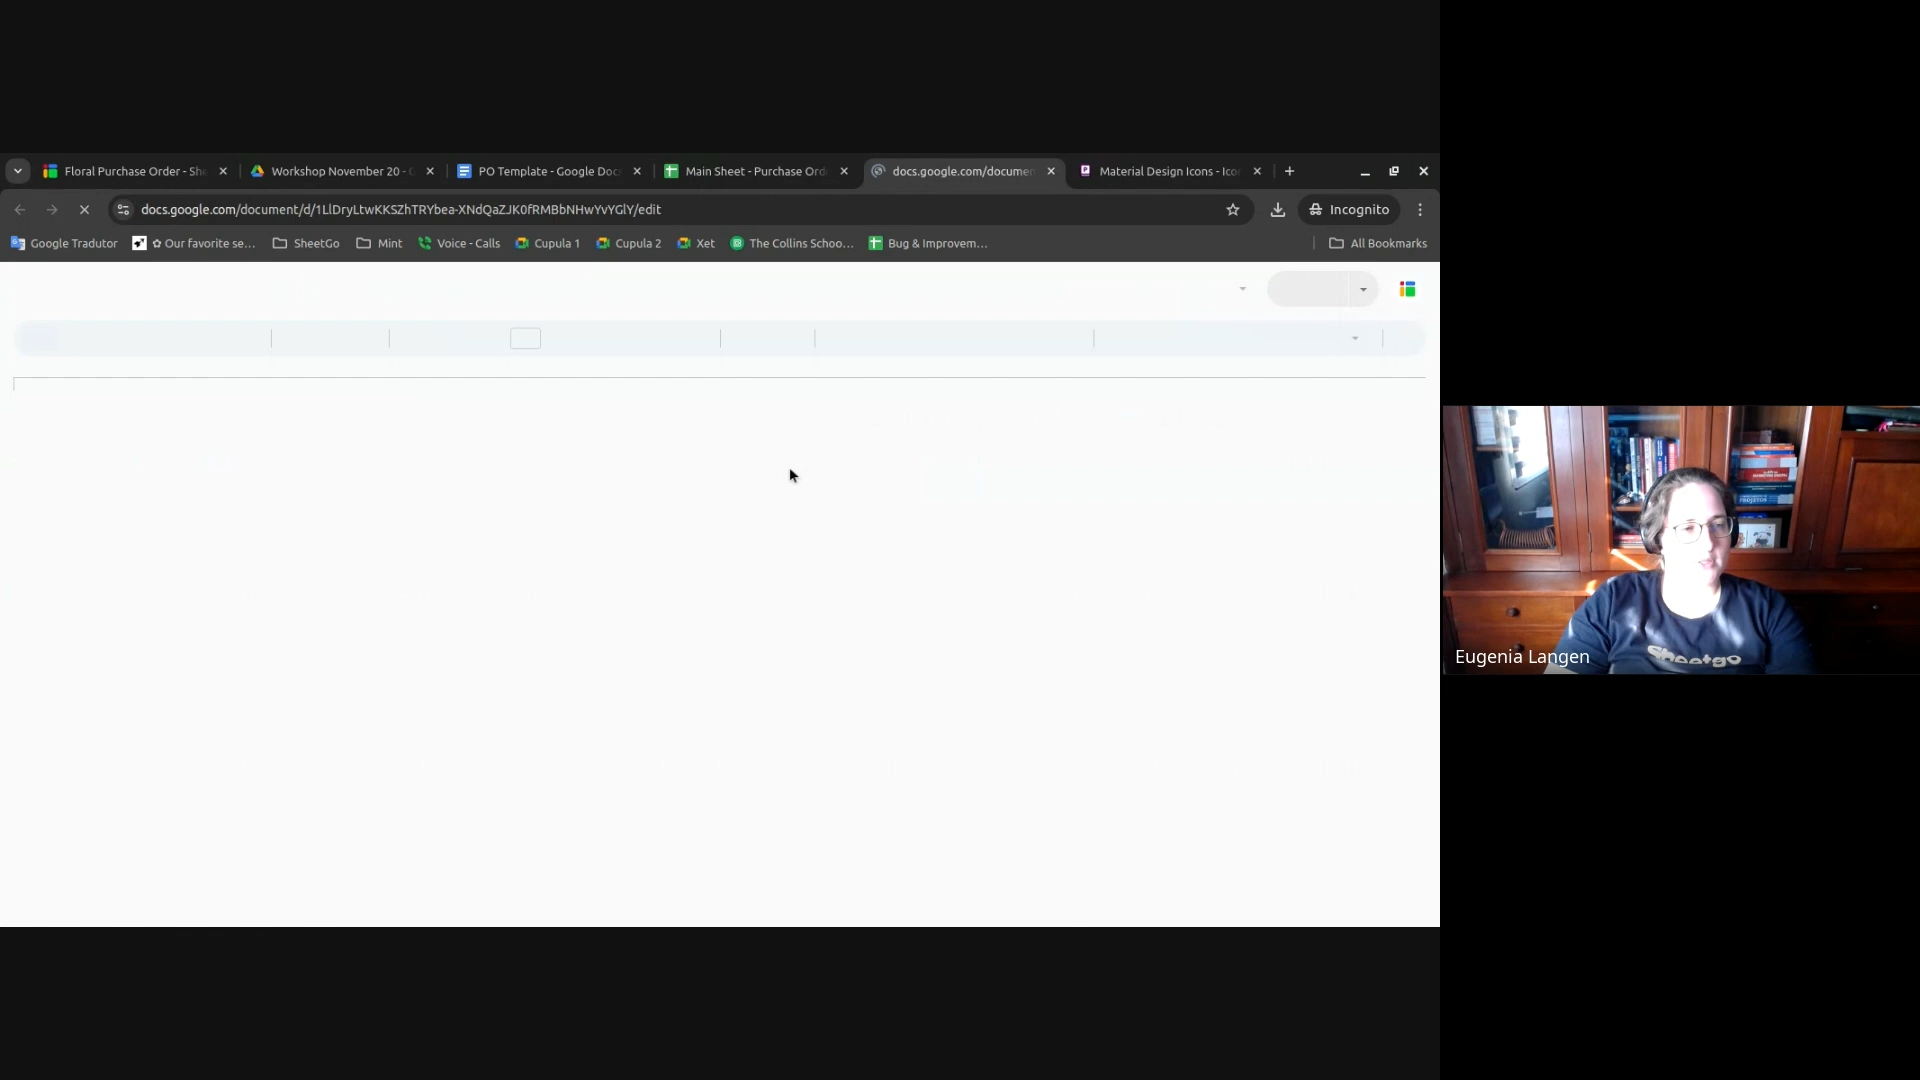 Floral Purchase Order - She
Workshop November 20 - G
PO Template - Google Docs
Main Sheet - Purchase Ord
docs.google.com/documen
Material Design Icons - Icon
docs.google.com/document/d/1LlDryLtwKKSZhTRYbea-XNdQaZJK0fRMBbNHwYvYGlY/edit
Incognito
Google Tradutor
✿ Our favorite se...
SheetGo
Mint
Voice - Calls
Cupula 1
Cupula 2
Xet
The Collins Schoo...
Bug & Improvem...
All Bookmarks
Sheetgo
Eugenia Langen